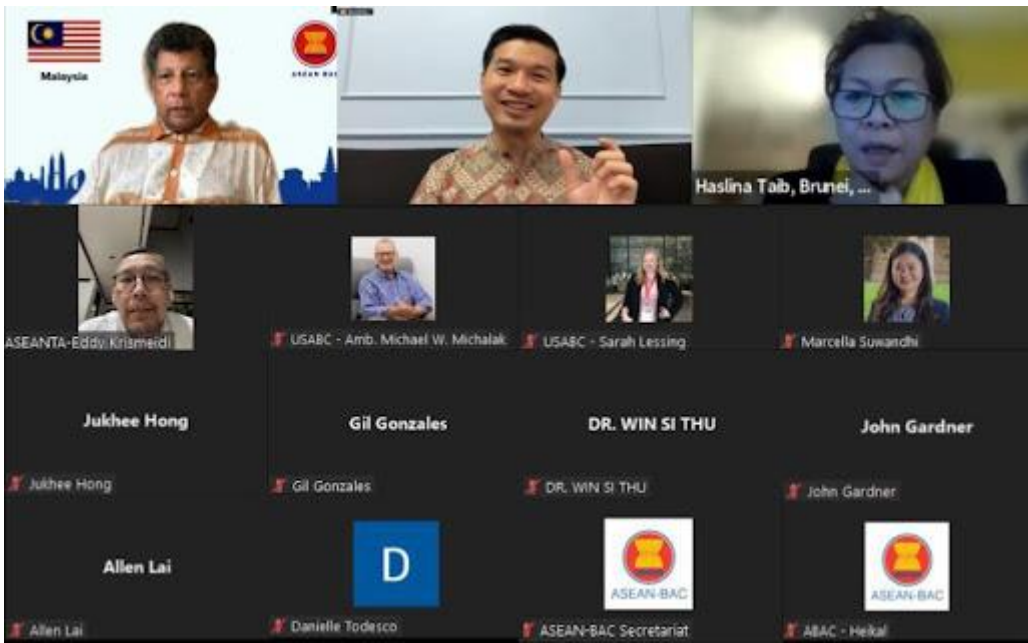 Malaysia
ASEAN BAC
Haslina Taib, Brunei, ...
ASEANTA-Eddy Krismeidi
USABC - Amb. Michael W. Michalak
USABC - Sarah Lessing
Marcella Suwandhi
Jukhee Hong
Gil Gonzales
DR. WIN SI THU
John Gardner
Jukhee Hong
Gil Gonzales
DR. WIN SI THU
John Gardner
Allen Lai
D
ASEAN-BAC
ASEAN-BAC
Allen Lai
Danielle Todesco
ASEAN-BAC Secretariat
ABAC - Heikal